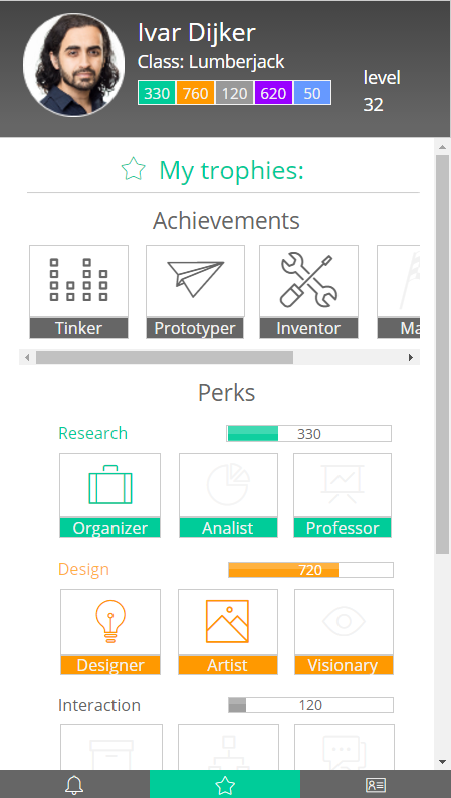 Ivar Dijker
Class: Lumberjack
330 760 120 620 50
level
32
My trophies:
Achievements
Tinker Prototyper Inventor Ma
Perks
Research 330
Organizer Analist Professor
Design 720
Designer Artist Visionary
Interaction 120